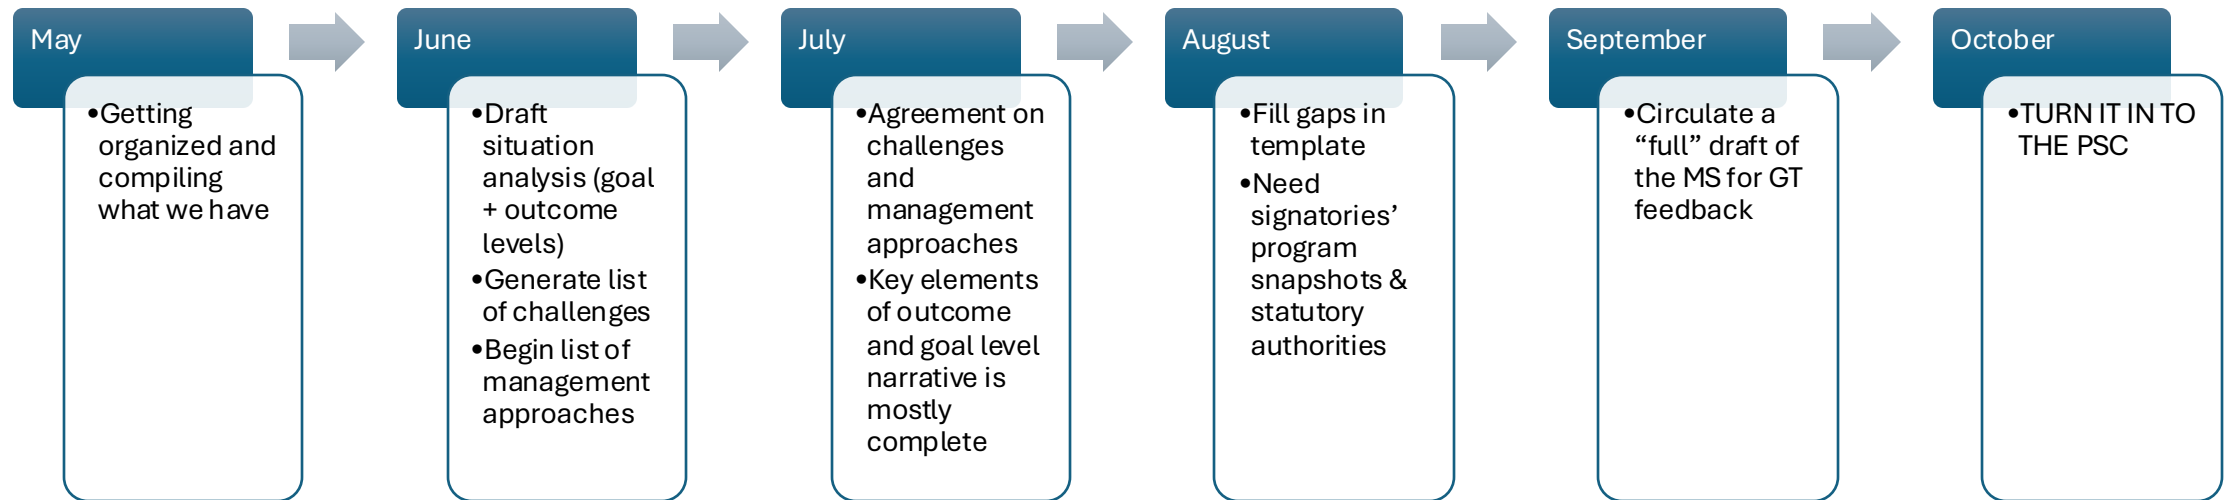 May
•Getting
organized and
compiling
what we have
June
•Draft
situation
analysis (goal
+ outcome
levels)
•Generate list
of challenges
•Begin list of
management
approaches
July
•Agreement on
challenges
and
management
approaches
•Key elements
of outcome
and goal level
narrative is
mostly
complete
August
•Fill gaps in
template
•Need
signatories’
program
snapshots &
statutory
authorities
September
•Circulate a
“full” draft of
the MS for GT
feedback
October
•TURN IT IN TO
THE PSC